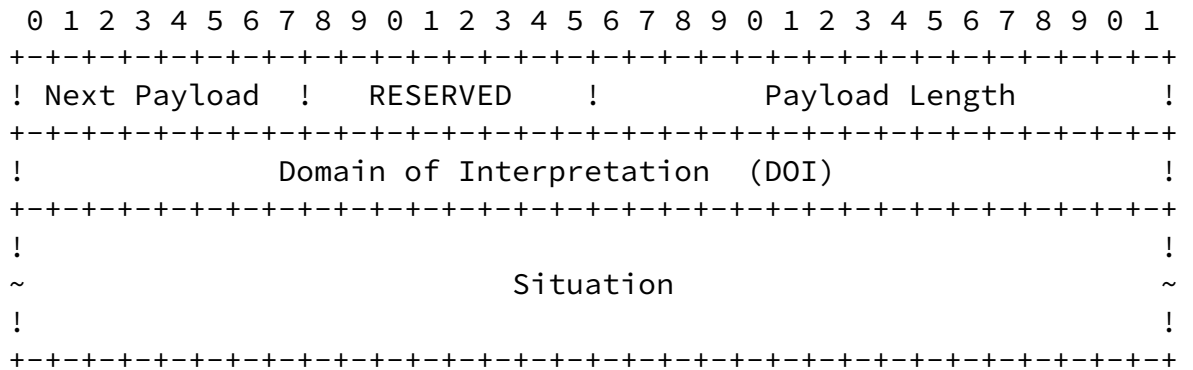 0 1 2 3 4 5 6 7 8 9 0 1 2 3 4 5 6 7 8 9 0 1 2 3 4 5 6 7 8 9 0 1
+-+-+-+-+-+-+-+-+-+-+-+-+-+-+-+-+-+-+-+-+-+-+-+-+-+-+-+-+-+-+-+-+
! Next Payload  !   RESERVED    !         Payload Length        !
+-+-+-+-+-+-+-+-+-+-+-+-+-+-+-+-+-+-+-+-+-+-+-+-+-+-+-+-+-+-+-+-+
!              Domain of Interpretation  (DOI)                  !
+-+-+-+-+-+-+-+-+-+-+-+-+-+-+-+-+-+-+-+-+-+-+-+-+-+-+-+-+-+-+-+-+
!                                                               !
~                           Situation                           ~
!                                                               !
+-+-+-+-+-+-+-+-+-+-+-+-+-+-+-+-+-+-+-+-+-+-+-+-+-+-+-+-+-+-+-+-+